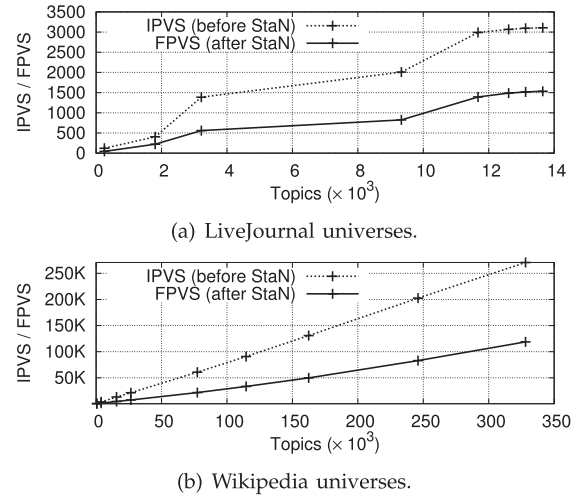 3500
3000
2500
2000
1500
1000
500
0
IPVS / FPVS
IPVS (before StaN)
FPVS (after StaN)
0 2 4 6 8 10 12 14
Topics (× 10³)
(a) LiveJournal universes.
250K
200K
150K
100K
50K
IPVS / FPVS
IPVS (before StaN)
FPVS (after StaN)
0 50 100 150 200 250 300 350
Topics (× 10³)
(b) Wikipedia universes.